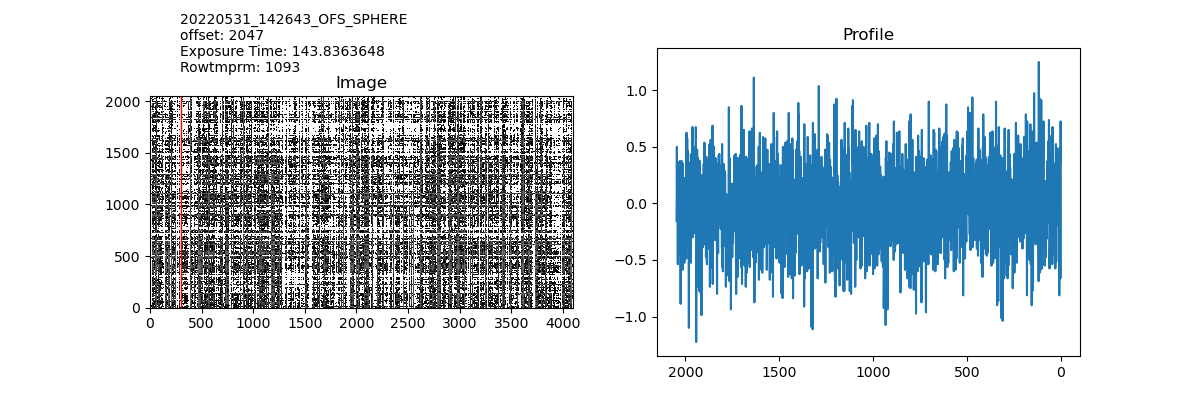 20220531_142643_OFS_SPHERE
offset: 2047
Exposure Time: 143.8363648
Rowtmprm: 1093
Image
2000
1500
1000
500
0
0 500 1000 1500 2000 2500 3000 3500 4000
Profile
1.0
0.5
0.0
−0.5
−1.0
2000 1500 1000 500 0